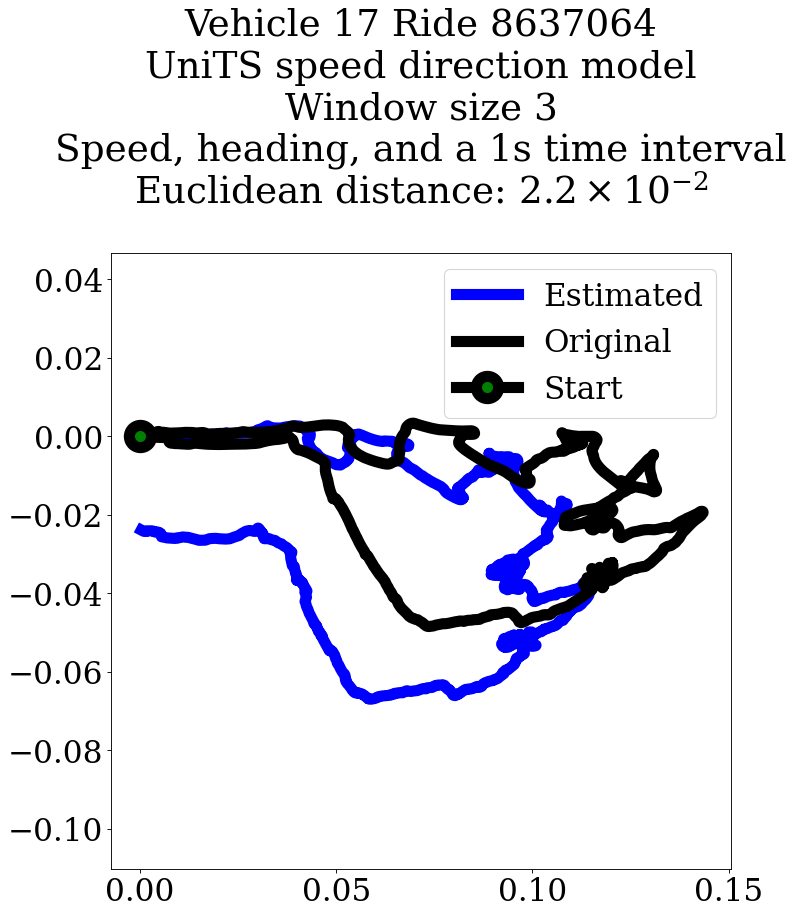 Vehicle 17 Ride 8637064
UniTS speed direction model
Window size 3
Speed, heading, and a 1s time interval
Euclidean distance: 2.2 × 10⁻²
0.04
0.02
0.00
−0.02
−0.04
−0.06
−0.08
−0.10
Estimated
Original
Start
0.00 0.05 0.10 0.15